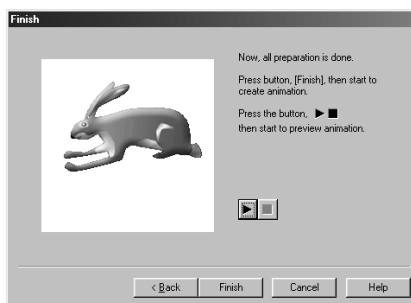 Finish
Now, all preparation is done.
Press button, [Finish], then start to
create animation.
Press the button, ▶ ■
then start to preview animation.
< Back
Finish
Cancel
Help